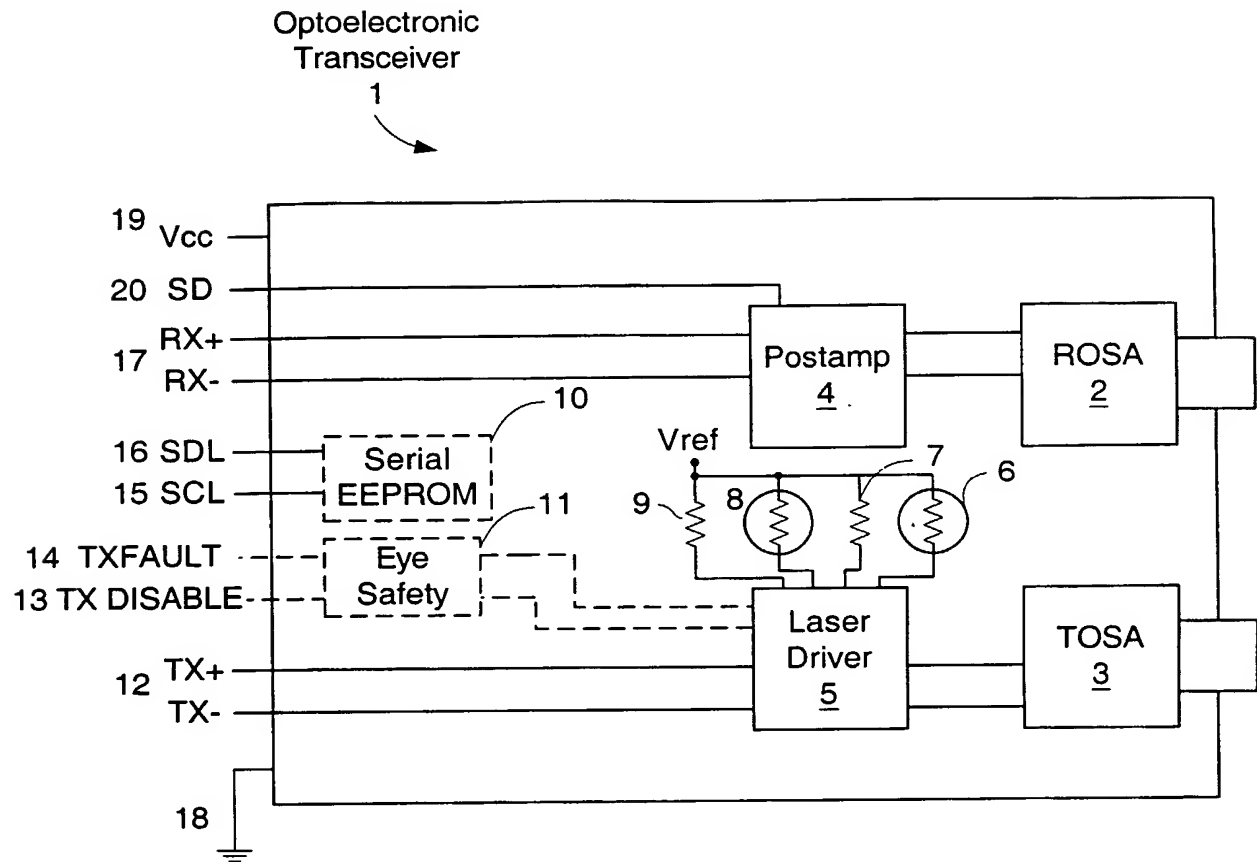 Optoelectronic
Transceiver
1
19 Vcc
20 SD
RX+
17
RX-
Postamp
4
ROSA
2
10
16 SDL
15 SCL
Serial
EEPROM
Vref
9
8
7
6
11
14 TXFAULT
13 TX DISABLE
Eye
Safety
Laser
Driver
5
TOSA
3
12 TX+
TX-
18